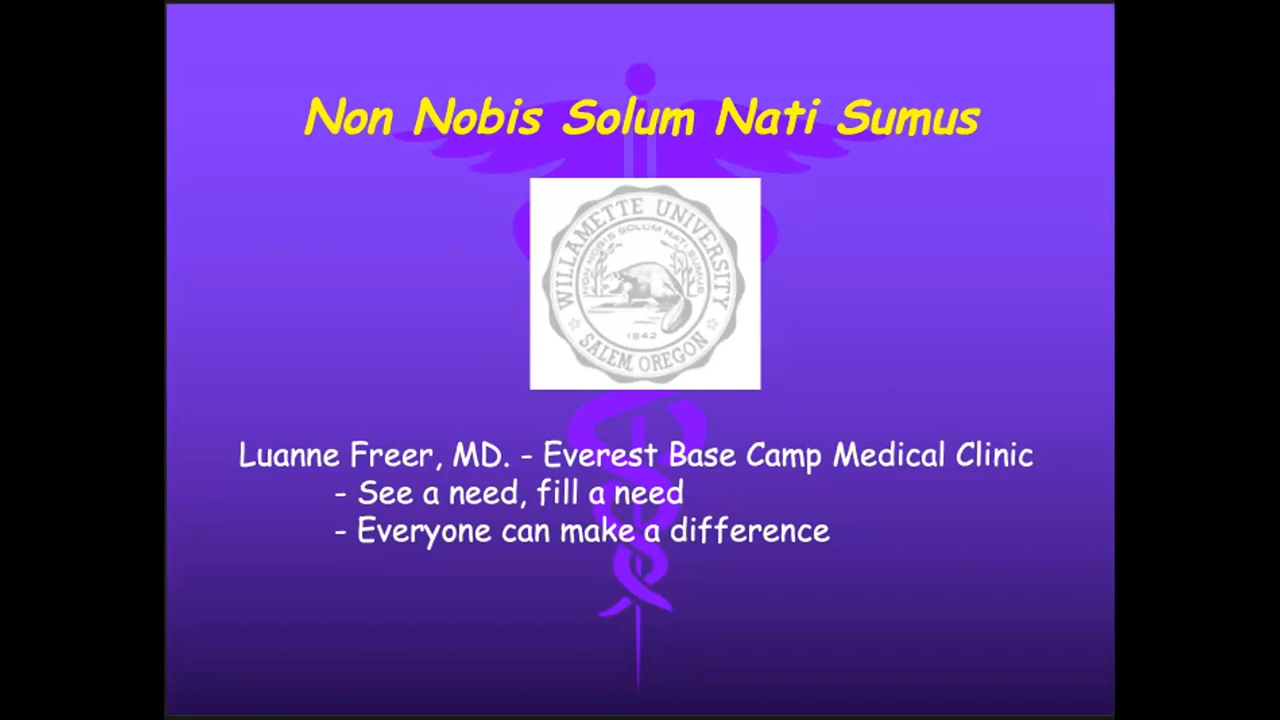 Non Nobis Solum Nati Sumus
WILLAMETTE UNIVERSITY
NON NOBIS SOLUM NATI SUMUS
1842
SALEM, OREGON
Luanne Freer, MD. - Everest Base Camp Medical Clinic
- See a need, fill a need
- Everyone can make a difference